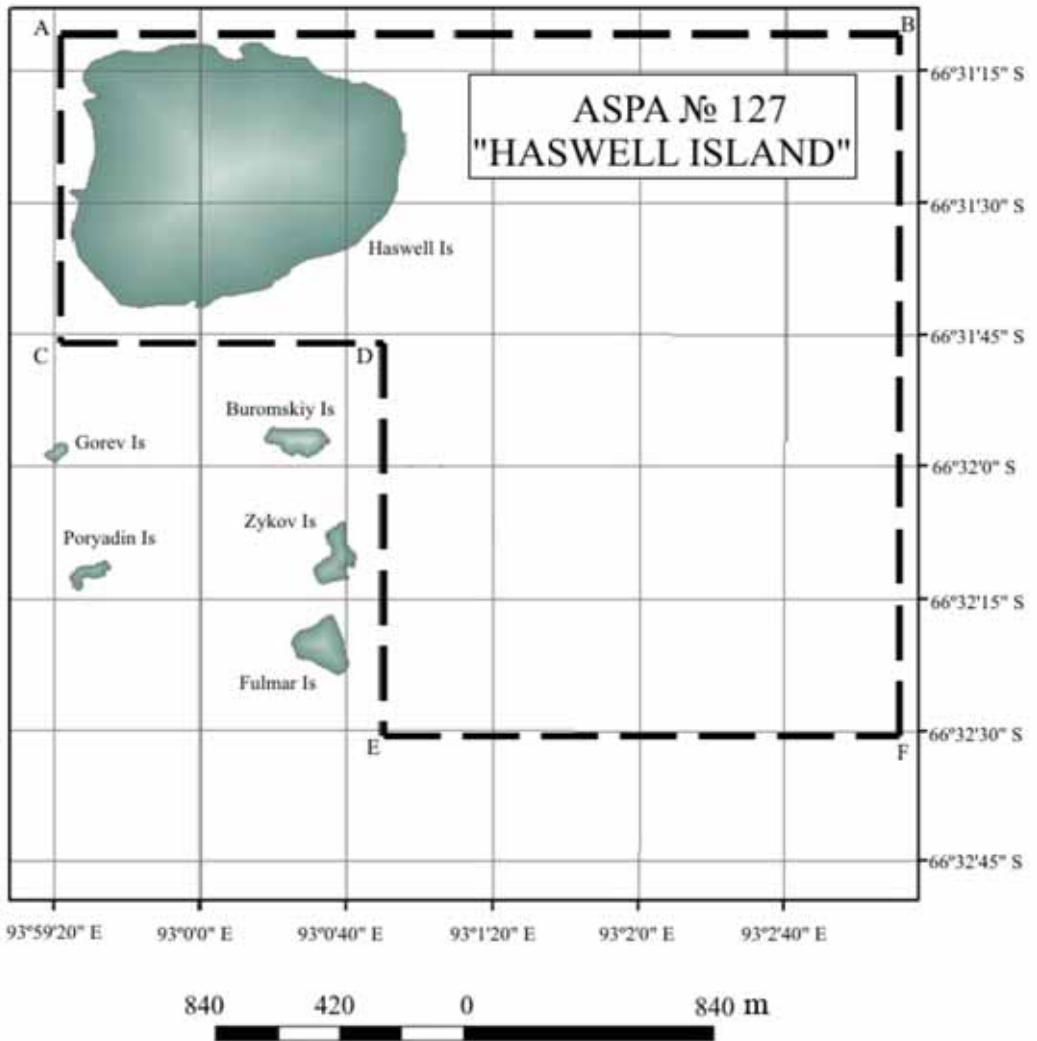 A
B
66°31'15" S
ASPA № 127
"HASWELL ISLAND"
66°31'30" S
Haswell Is
66°31'45" S
C
D
Buromskiy Is
Gorev Is
66°32'0" S
Zykov Is
Poryadin Is
66°32'15" S
Fulmar Is
66°32'30" S
E
F
66°32'45" S
93°59'20" E 93°0'0" E 93°0'40" E 93°1'20" E 93°2'0" E 93°2'40" E
840 420 0 840 m